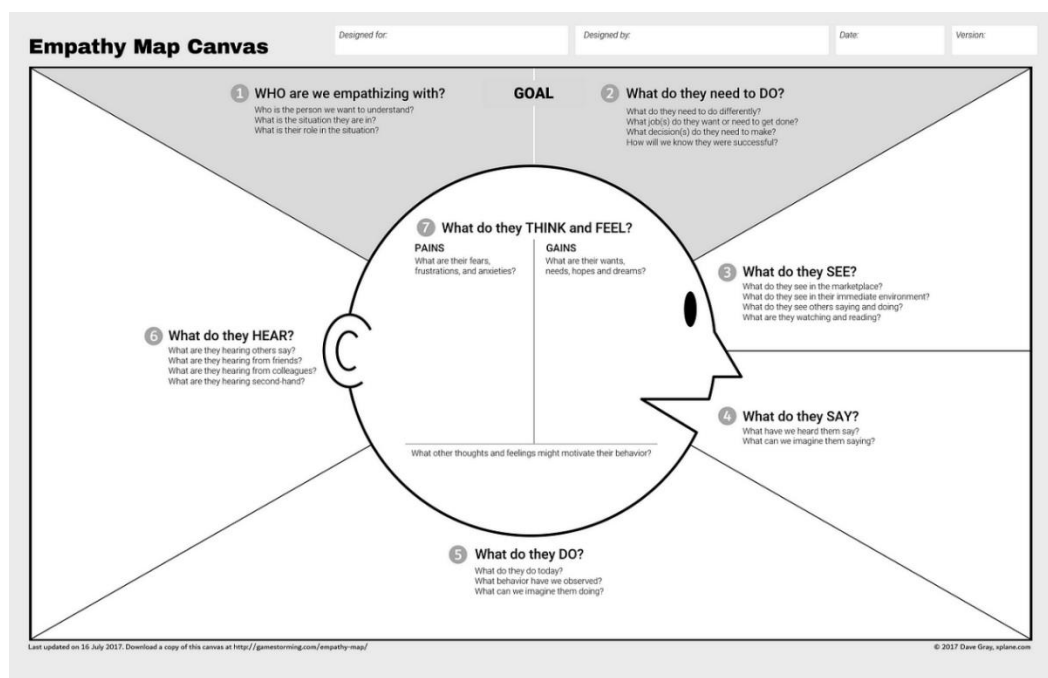 Empathy Map Canvas
Designed for:
Designed by:
Date:
Version:
1 WHO are we empathizing with?
Who is the person we want to understand?
What is the situation they are in?
What is their role in the situation?
GOAL
2 What do they need to DO?
What do they need to do differently?
What job(s) do they want or need to get done?
What decision(s) do they need to make?
How will we know they were successful?
3 What do they SEE?
What do they see in the marketplace?
What do they see in their immediate environment?
What do they see others saying and doing?
What are they watching and reading?
4 What do they SAY?
What have we heard them say?
What can we imagine them saying?
5 What do they DO?
What do they do today?
What behavior have we observed?
What can we imagine them doing?
6 What do they HEAR?
What are they hearing others say?
What are they hearing from friends?
What are they hearing from colleagues?
What are they hearing second-hand?
7 What do they THINK and FEEL?
PAINS
What are their fears,
frustrations, and anxieties?
GAINS
What are their wants,
needs, hopes and dreams?
What other thoughts and feelings might motivate their behavior?
Last updated on 16 July 2017. Download a copy of this canvas at http://gamestorming.com/empathy-map/
© 2017 Dave Gray, xplane.com